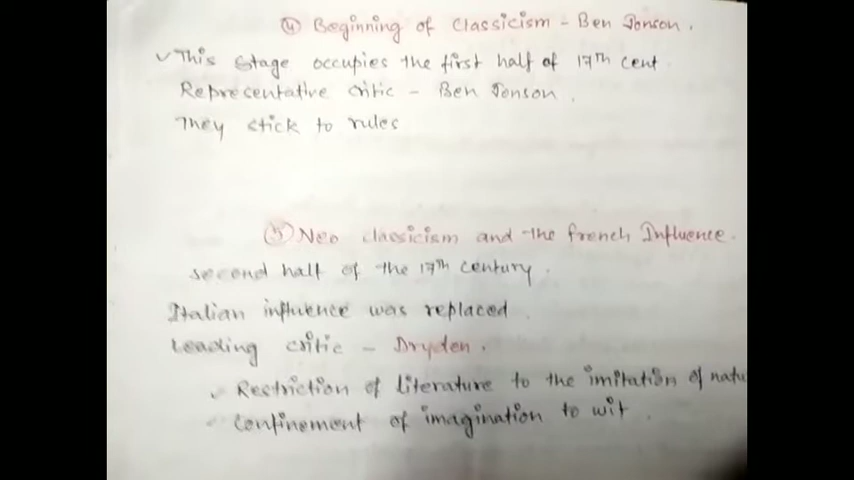 ④ Beginning of Classicism - Ben Jonson.
✓ This stage occupies the first half of 17th cent
Representative critic - Ben Jonson.
They stick to rules
⑤ Neo classicism and the french Influence.
second half of the 17th century.
Italian influence was replaced
Leading critic - Dryden.
✓ Restriction of literature to the imitation of natu
✓ Confinement of imagination to wit.